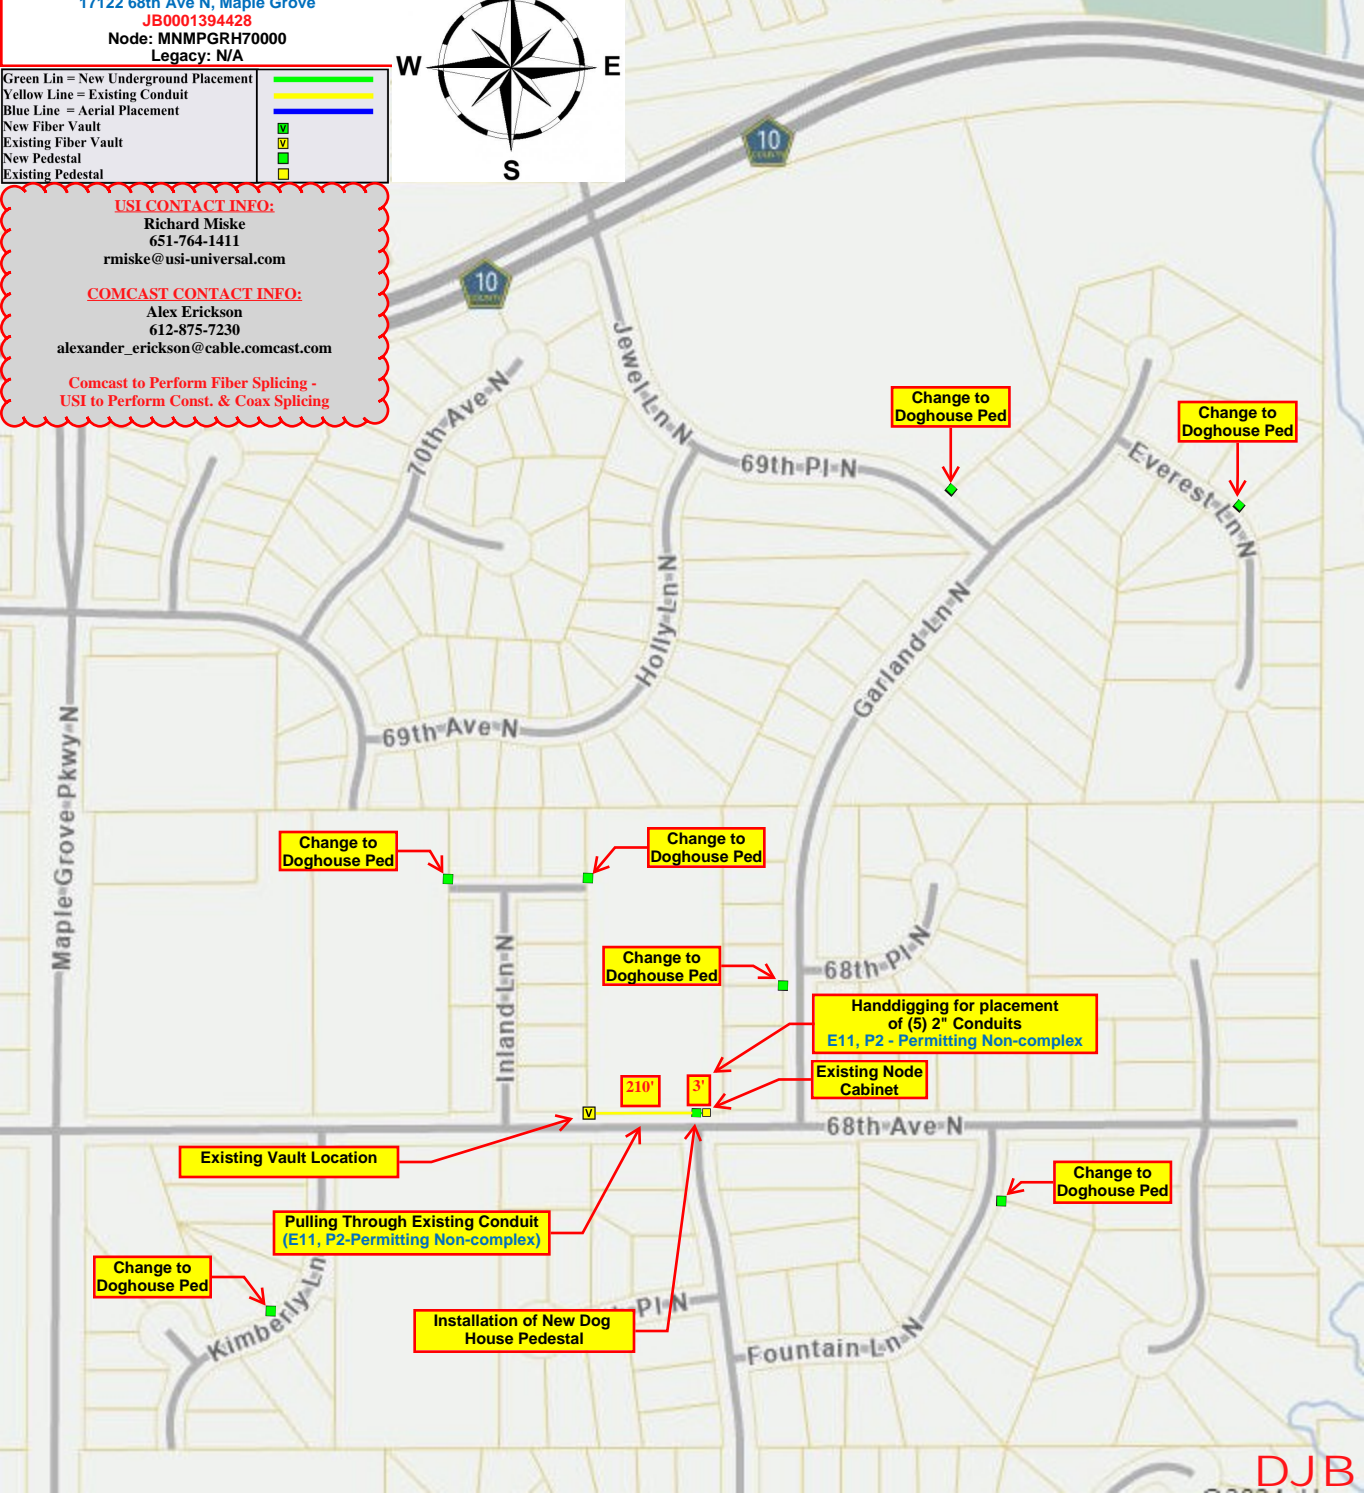 17122 68th Ave N, Maple Grove
JB0001394428
Node: MNMPGRH70000
Legacy: N/A
Green Lin = New Underground Placement
Yellow Line = Existing Conduit
Blue Line = Aerial Placement
New Fiber Vault
V
Existing Fiber Vault
V
New Pedestal
Existing Pedestal
W
E
S
USI CONTACT INFO:
Richard Miske
651-764-1411
rmiske@usi-universal.com
COMCAST CONTACT INFO:
Alex Erickson
612-875-7230
alexander_erickson@cable.comcast.com
Comcast to Perform Fiber Splicing -
USI to Perform Const. & Coax Splicing
10
COUNTY
10
COUNTY
Jewel Ln N
70th Ave N
Change to
Doghouse Ped
Change to
Doghouse Ped
69th Pl N
Everest Ln N
Holly Ln N
Garland Ln N
69th Ave N
Maple Grove Pkwy N
Change to
Doghouse Ped
Change to
Doghouse Ped
Inland Ln N
Change to
Doghouse Ped
68th Pl N
Handdigging for placement
of (5) 2" Conduits
E11, P2 - Permitting Non-complex
210'
3'
Existing Node
Cabinet
V
68th Ave N
Existing Vault Location
Change to
Doghouse Ped
Pulling Through Existing Conduit
(E11, P2-Permitting Non-complex)
Change to
Doghouse Ped
Kimberly Ln
Pl N
Installation of New Dog
House Pedestal
Fountain Ln N
DJB